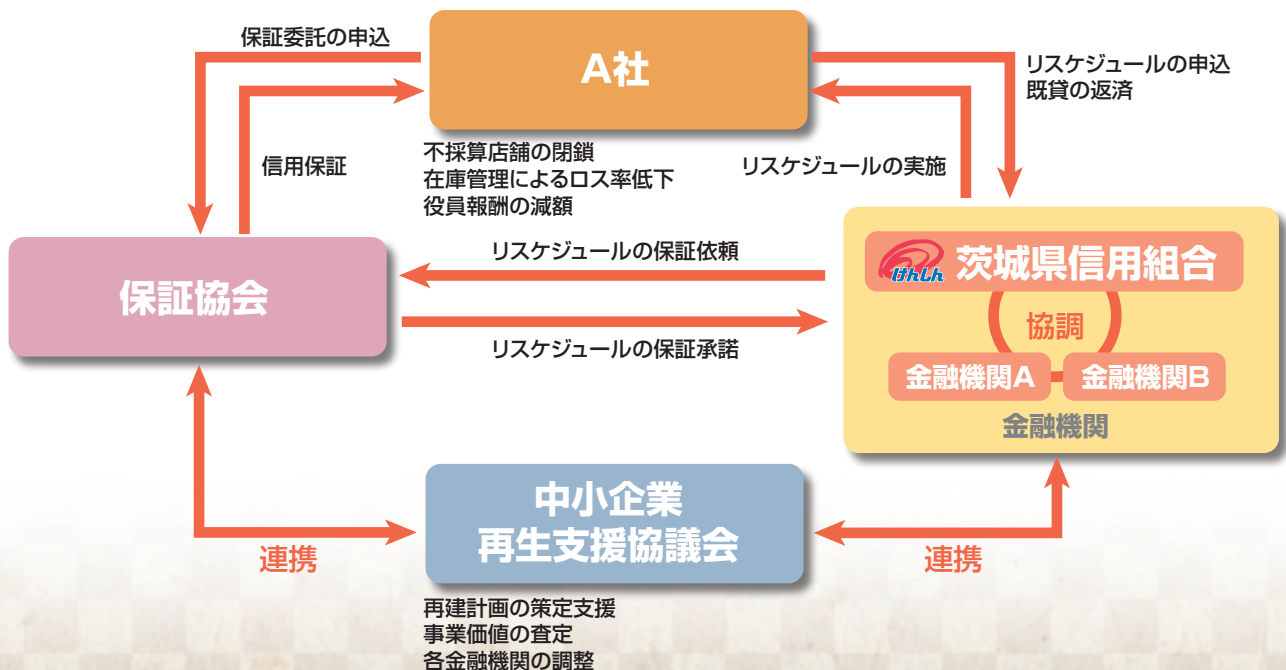 保証委託の申込
A社
リスケジュールの申込
既貸の返済
信用保証
不採算店舗の閉鎖
在庫管理によるロス率低下
役員報酬の減額
リスケジュールの実施
保証協会
リスケジュールの保証依頼
リスケジュールの保証承諾
けんしん 茨城県信用組合
協調
金融機関A 金融機関B
金融機関
中小企業
再生支援協議会
連携
連携
再建計画の策定支援
事業価値の査定
各金融機関の調整